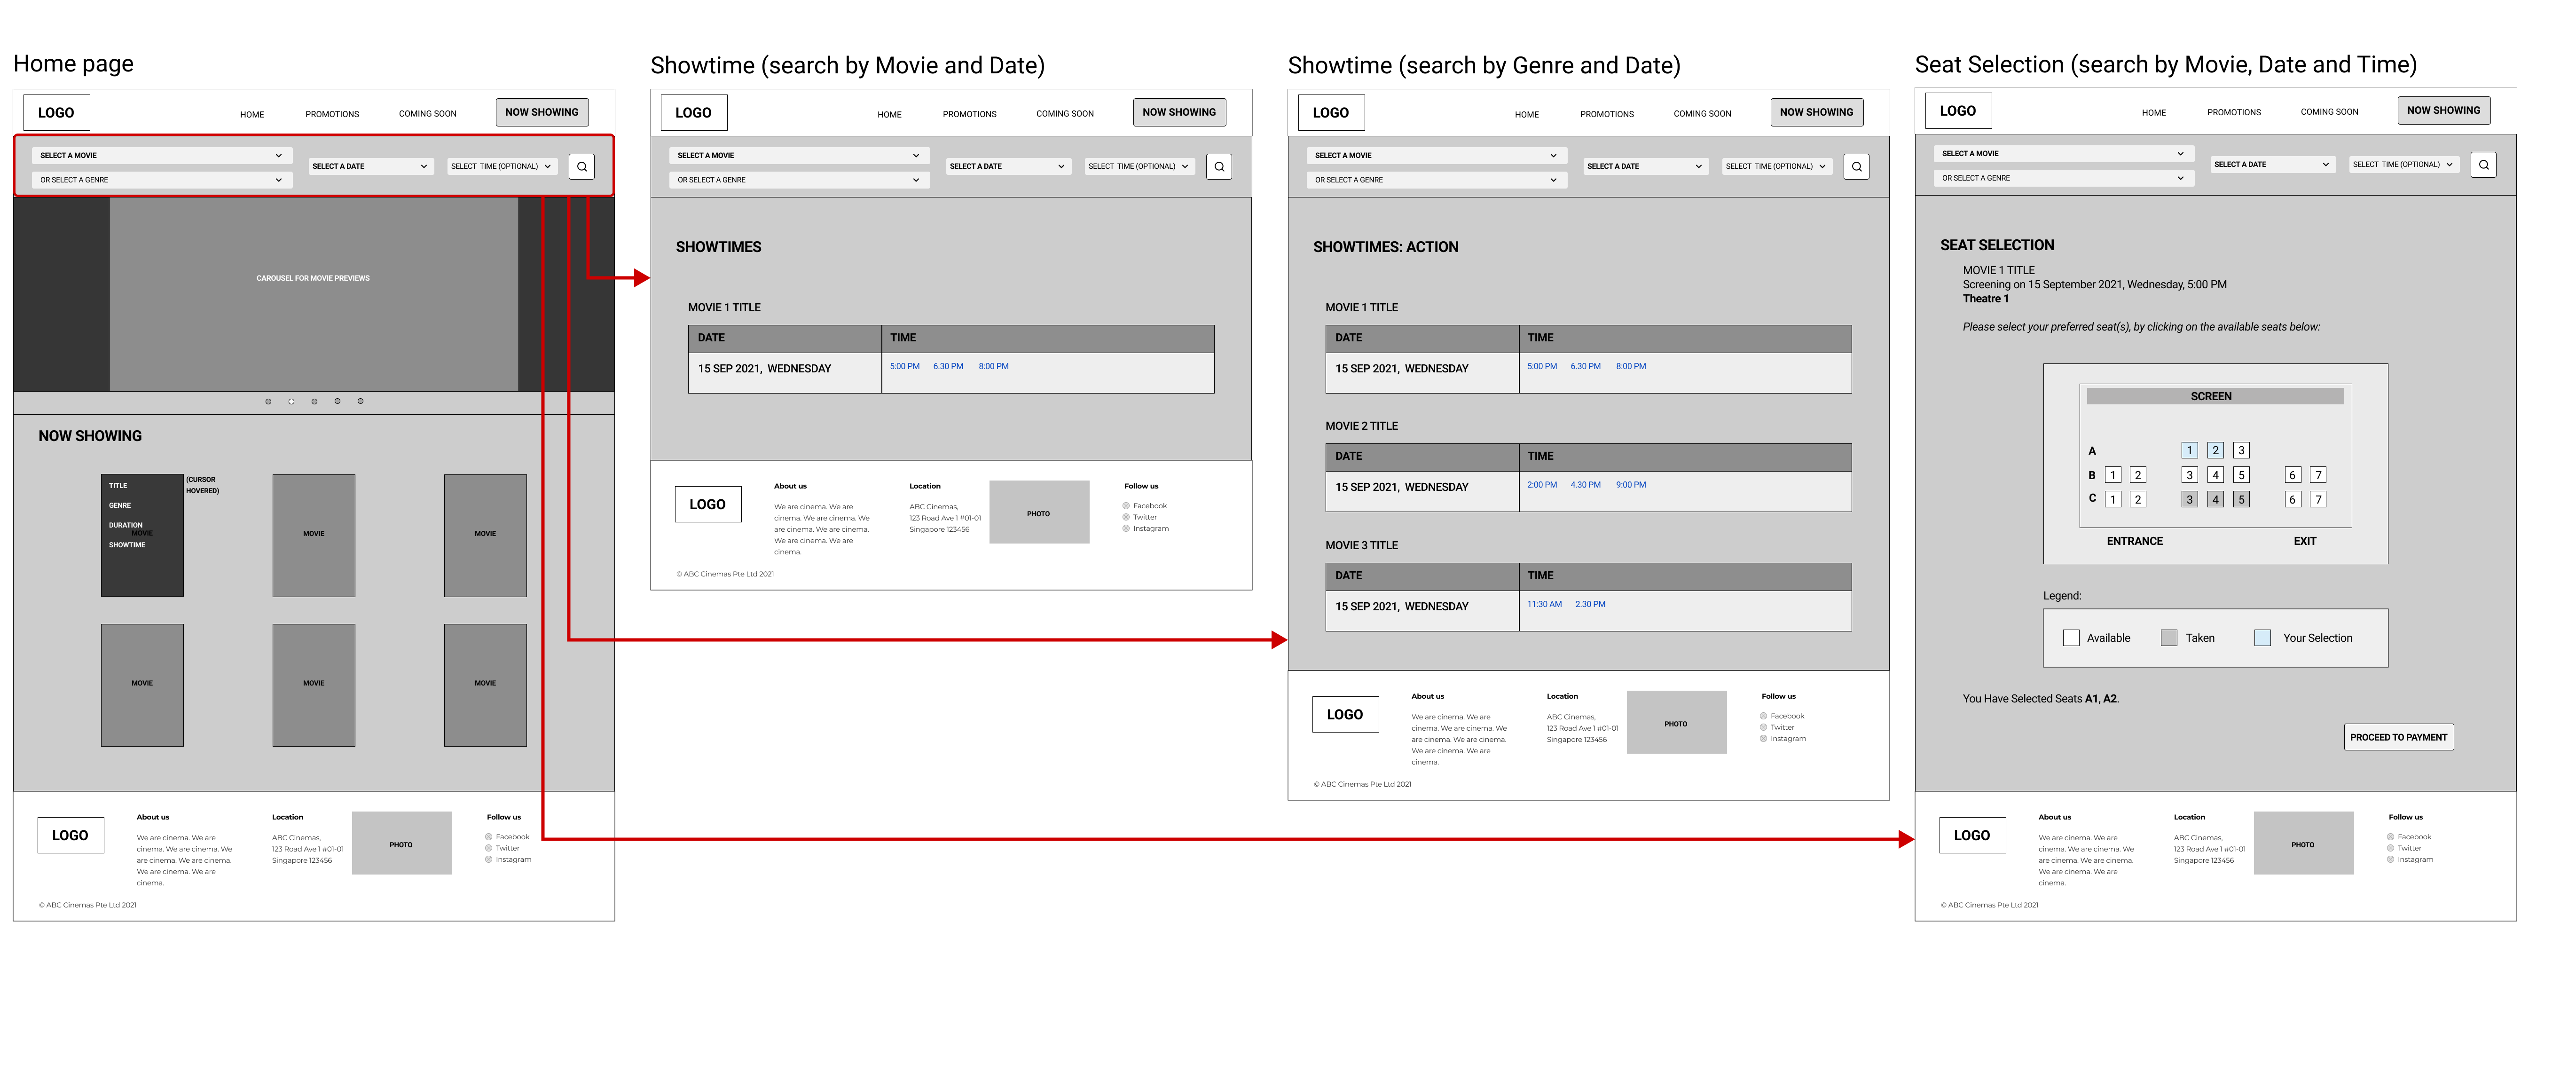 Home page
LOGO
HOME
PROMOTIONS
COMING SOON
NOW SHOWING
SELECT A MOVIE
OR SELECT A GENRE
SELECT A DATE
SELECT TIME (OPTIONAL)
CAROUSEL FOR MOVIE PREVIEWS
NOW SHOWING
TITLE
GENRE
DURATION
MOVIE
SHOWTIME
(CURSOR
HOVERED)
MOVIE
MOVIE
MOVIE
MOVIE
MOVIE
LOGO
About us
We are cinema. We are
cinema. We are cinema. We
are cinema. We are cinema.
We are cinema. We are
cinema.
Location
ABC Cinemas,
123 Road Ave 1 #01-01
Singapore 123456
PHOTO
Follow us
Facebook
Twitter
Instagram
© ABC Cinemas Pte Ltd 2021
Showtime (search by Movie and Date)
LOGO
HOME
PROMOTIONS
COMING SOON
NOW SHOWING
SELECT A MOVIE
OR SELECT A GENRE
SELECT A DATE
SELECT TIME (OPTIONAL)
SHOWTIMES
MOVIE 1 TITLE
DATE TIME
15 SEP 2021, WEDNESDAY 5:00 PM 6.30 PM 8:00 PM
LOGO
About us
We are cinema. We are
cinema. We are cinema. We
are cinema. We are cinema.
We are cinema. We are
cinema.
Location
ABC Cinemas,
123 Road Ave 1 #01-01
Singapore 123456
PHOTO
Follow us
Facebook
Twitter
Instagram
© ABC Cinemas Pte Ltd 2021
Showtime (search by Genre and Date)
LOGO
HOME
PROMOTIONS
COMING SOON
NOW SHOWING
SELECT A MOVIE
OR SELECT A GENRE
SELECT A DATE
SELECT TIME (OPTIONAL)
SHOWTIMES: ACTION
MOVIE 1 TITLE
DATE TIME
15 SEP 2021, WEDNESDAY 5:00 PM 6.30 PM 8:00 PM
MOVIE 2 TITLE
DATE TIME
15 SEP 2021, WEDNESDAY 2:00 PM 4.30 PM 9:00 PM
MOVIE 3 TITLE
DATE TIME
15 SEP 2021, WEDNESDAY 11:30 AM 2.30 PM
LOGO
About us
We are cinema. We are
cinema. We are cinema. We
are cinema. We are cinema.
We are cinema. We are
cinema.
Location
ABC Cinemas,
123 Road Ave 1 #01-01
Singapore 123456
PHOTO
Follow us
Facebook
Twitter
Instagram
© ABC Cinemas Pte Ltd 2021
Seat Selection (search by Movie, Date and Time)
LOGO
HOME
PROMOTIONS
COMING SOON
NOW SHOWING
SELECT A MOVIE
OR SELECT A GENRE
SELECT A DATE
SELECT TIME (OPTIONAL)
SEAT SELECTION
MOVIE 1 TITLE
Screening on 15 September 2021, Wednesday, 5:00 PM
Theatre 1
Please select your preferred seat(s), by clicking on the available seats below:
SCREEN
A 1 2 3
B 1 2 3 4 5 6 7
C 1 2 3 4 5 6 7
ENTRANCE EXIT
Legend:
Available Taken Your Selection
You Have Selected Seats A1, A2.
PROCEED TO PAYMENT
LOGO
About us
We are cinema. We are
cinema. We are cinema. We
are cinema. We are cinema.
We are cinema. We are
cinema.
Location
ABC Cinemas,
123 Road Ave 1 #01-01
Singapore 123456
PHOTO
Follow us
Facebook
Twitter
Instagram
© ABC Cinemas Pte Ltd 2021